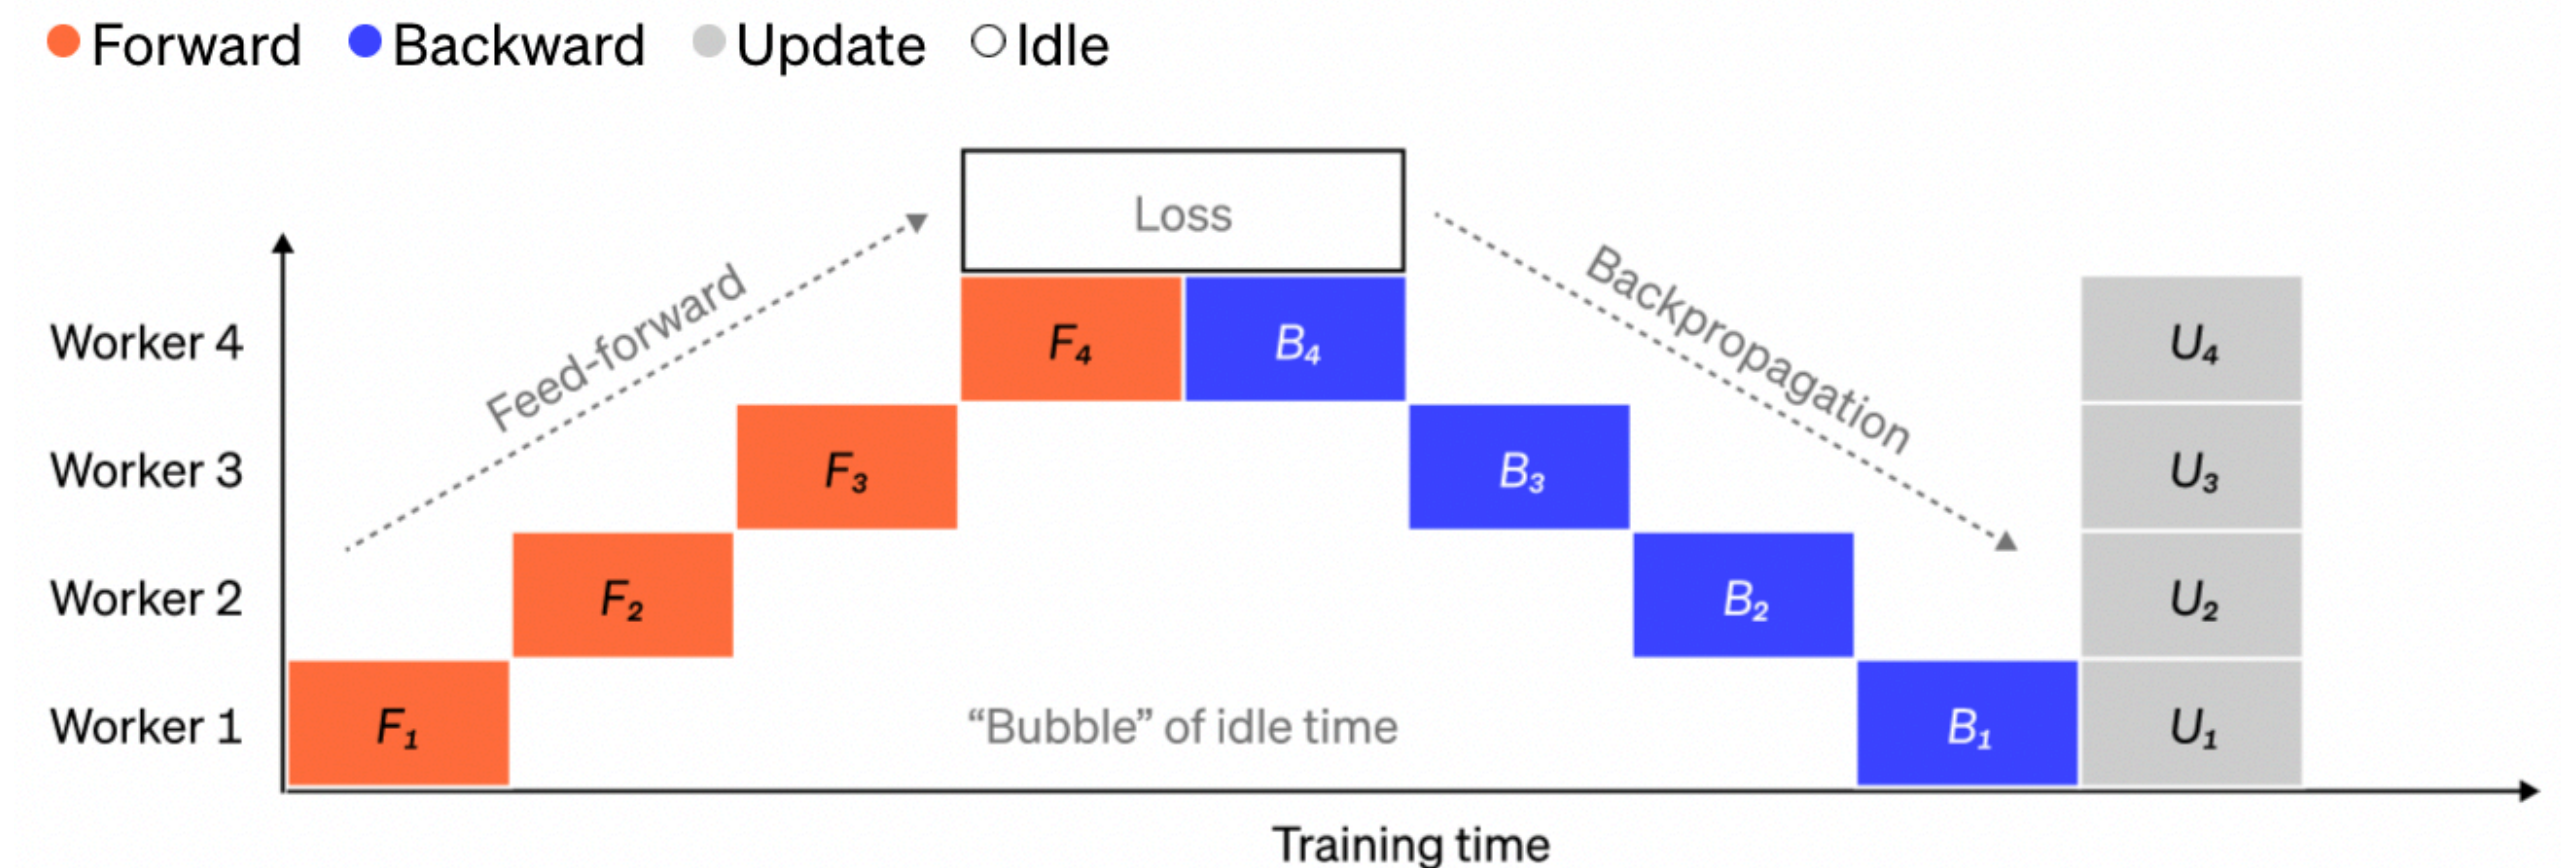 Forward Backward Update Idle
Loss
Feed-forward
Backpropagation
Worker 4 F₄ B₄ U₄
Worker 3 F₃ B₃ U₃
Worker 2 F₂ B₂ U₂
Worker 1 F₁ “Bubble” of idle time B₁ U₁
Training time